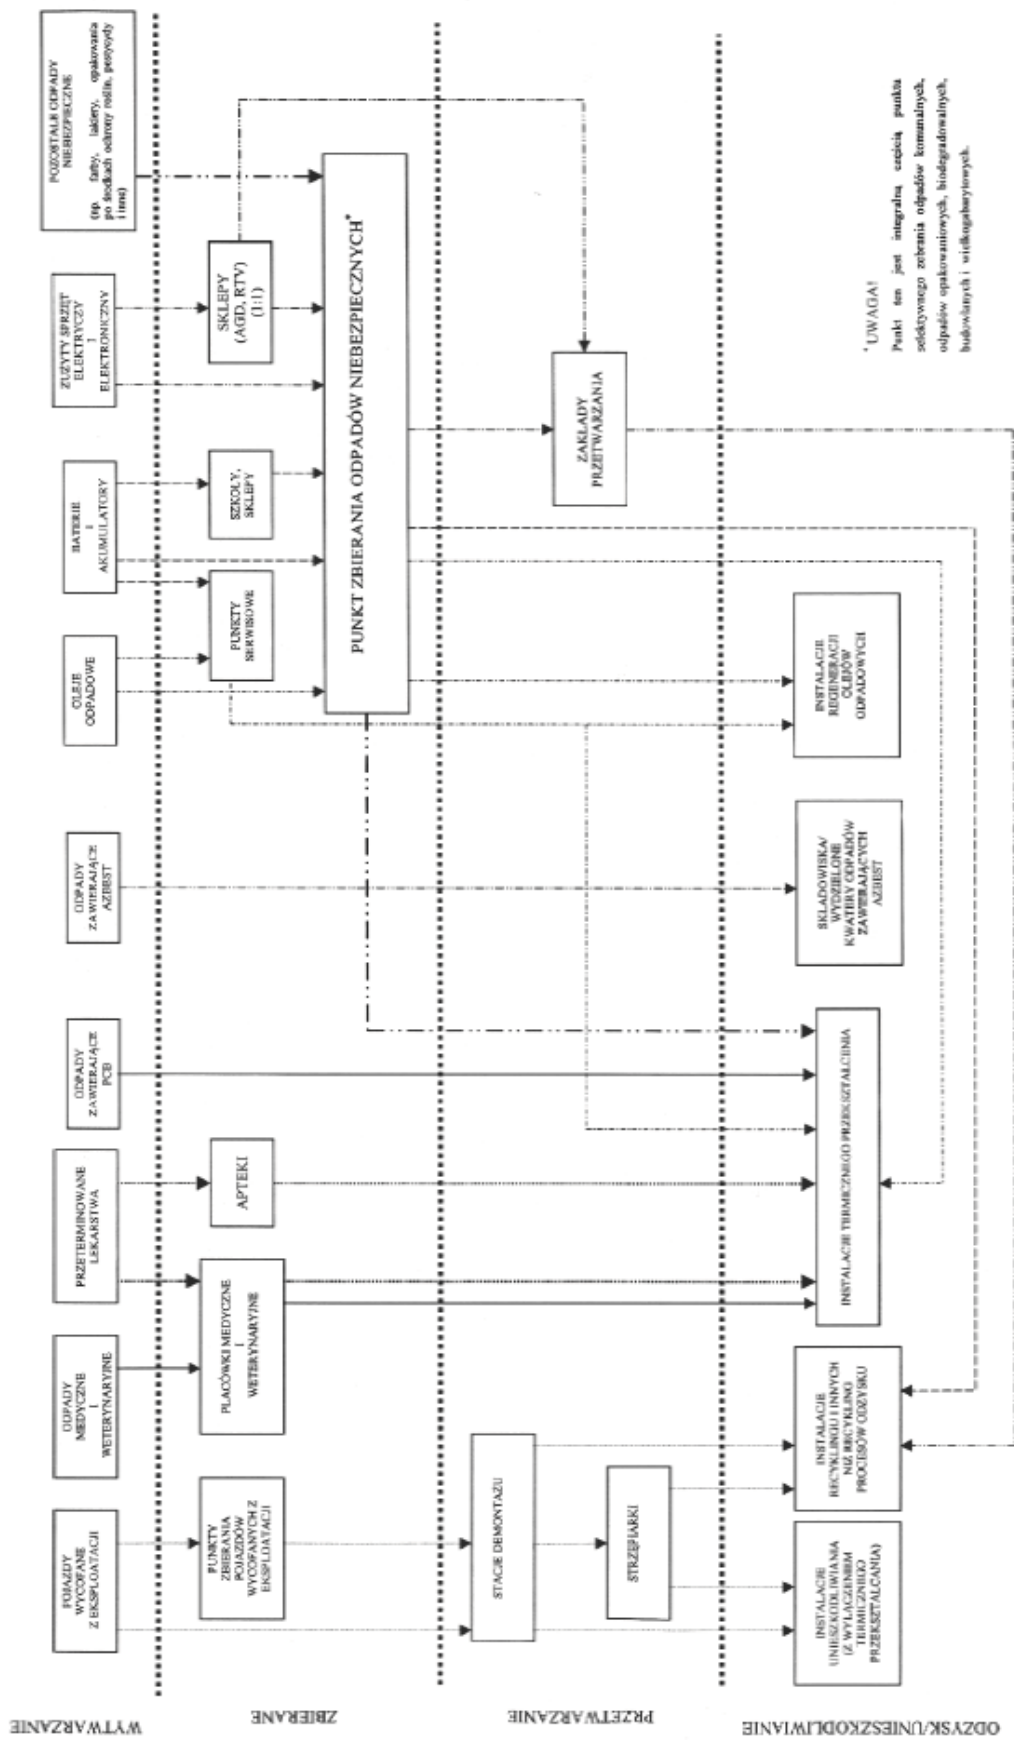 WYTWARZANIE
POJAZDY
WYCOFANE
Z EKSPLOATACJI
ODPADY
MEDYCZNE
I
WETERYNARYJNE
PRZETERMINOWANE
LEKARSTWA
ODPADY
ZAWIERAJĄCE
PCB
ODPADY
ZAWIERAJĄCE
AZBEST
OLEJE
ODPADOWE
BATERIE
I
AKUMULATORY
ZUŻYTY SPRZĘT
ELEKTRYCZY
I
ELEKTRONICZNY
POZOSTAŁE ODPADY
NIEBEZPIECZNE
(np. farby, lakiery, opakowania
po środkach ochrony roślin, pestycydy
i inne)
ZBIERANE
PUNKTY
ZBIERANIA
POJAZDÓW
WYCOFANYCH Z
EKSPLOATACJI
PLACÓWKI MEDYCZNE
I
WETERYNARYJNE
APTEKI
PUNKTY
SERWISOWE
SZKOŁY,
SKLEPY
SKLEPY
(AGD, RTV)
(1:1)
PUNKT ZBIERANIA ODPADÓW NIEBEZPIECZNYCH*
PRZETWARZANIE
STACJE DEMONTAŻU
STRZĘPIARKI
ZAKŁADY
PRZETWARZANIA
ODZYSK/UNIESZKODLIWIANIE
INSTALACJE
UNIESZKODLIWIANIA
(Z WYŁĄCZENIEM
TERMICZNEGO
PRZEKSZTAŁCANIA)
INSTALACJE
RECYKLINGU I INNYCH
NIŻ RECYKLING
PROCESÓW ODZYSKU
INSTALACJE TERMICZNEGO PRZEKSZTAŁCENIA
SKŁADOWISKA/
WYDZIELONE
KWATERY ODPADÓW
ZAWIERAJĄCYCH
AZBEST
INSTALACJE
REGENERACJI
OLEJÓW
ODPADOWYCH
* UWAGA!
Punkt ten jest integralną częścią punktu
selektywnego zebrania odpadów komunalnych,
odpadów opakowaniowych, biodegradowalnych,
budowlanych i wielkogabarytowych.